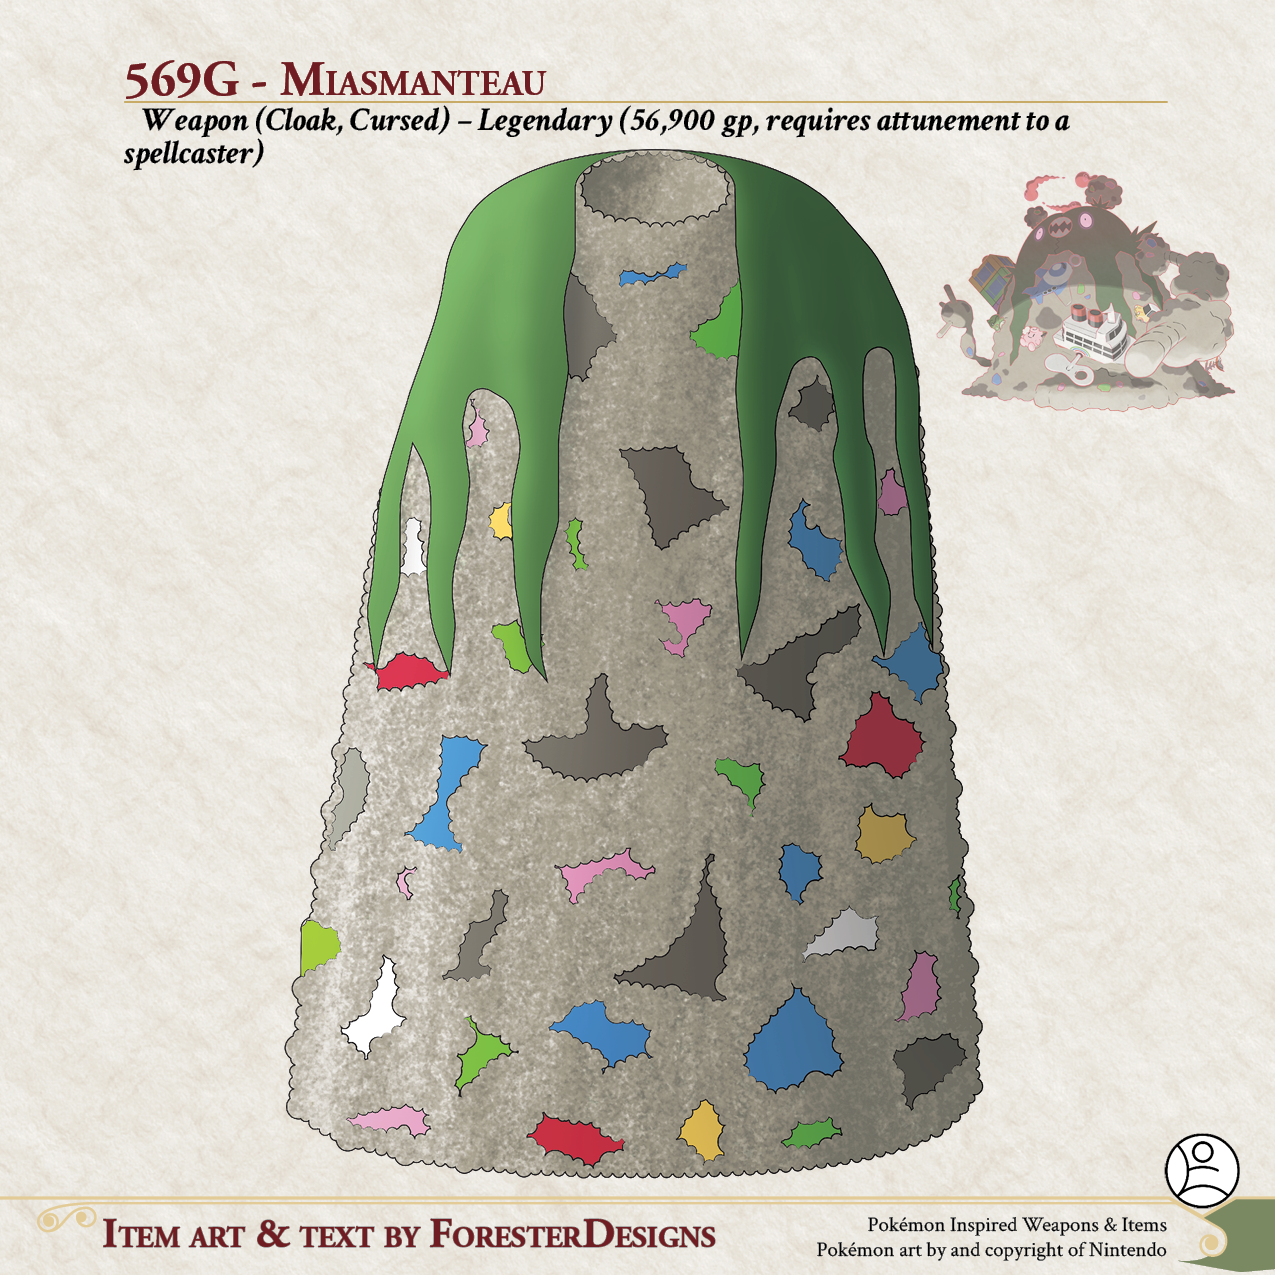 569G - Miasmanteau
Weapon (Cloak, Cursed) – Legendary (56,900 gp, requires attunement to a
spellcaster)
Item art & text by ForesterDesigns
Pokémon Inspired Weapons & Items
Pokémon art by and copyright of Nintendo